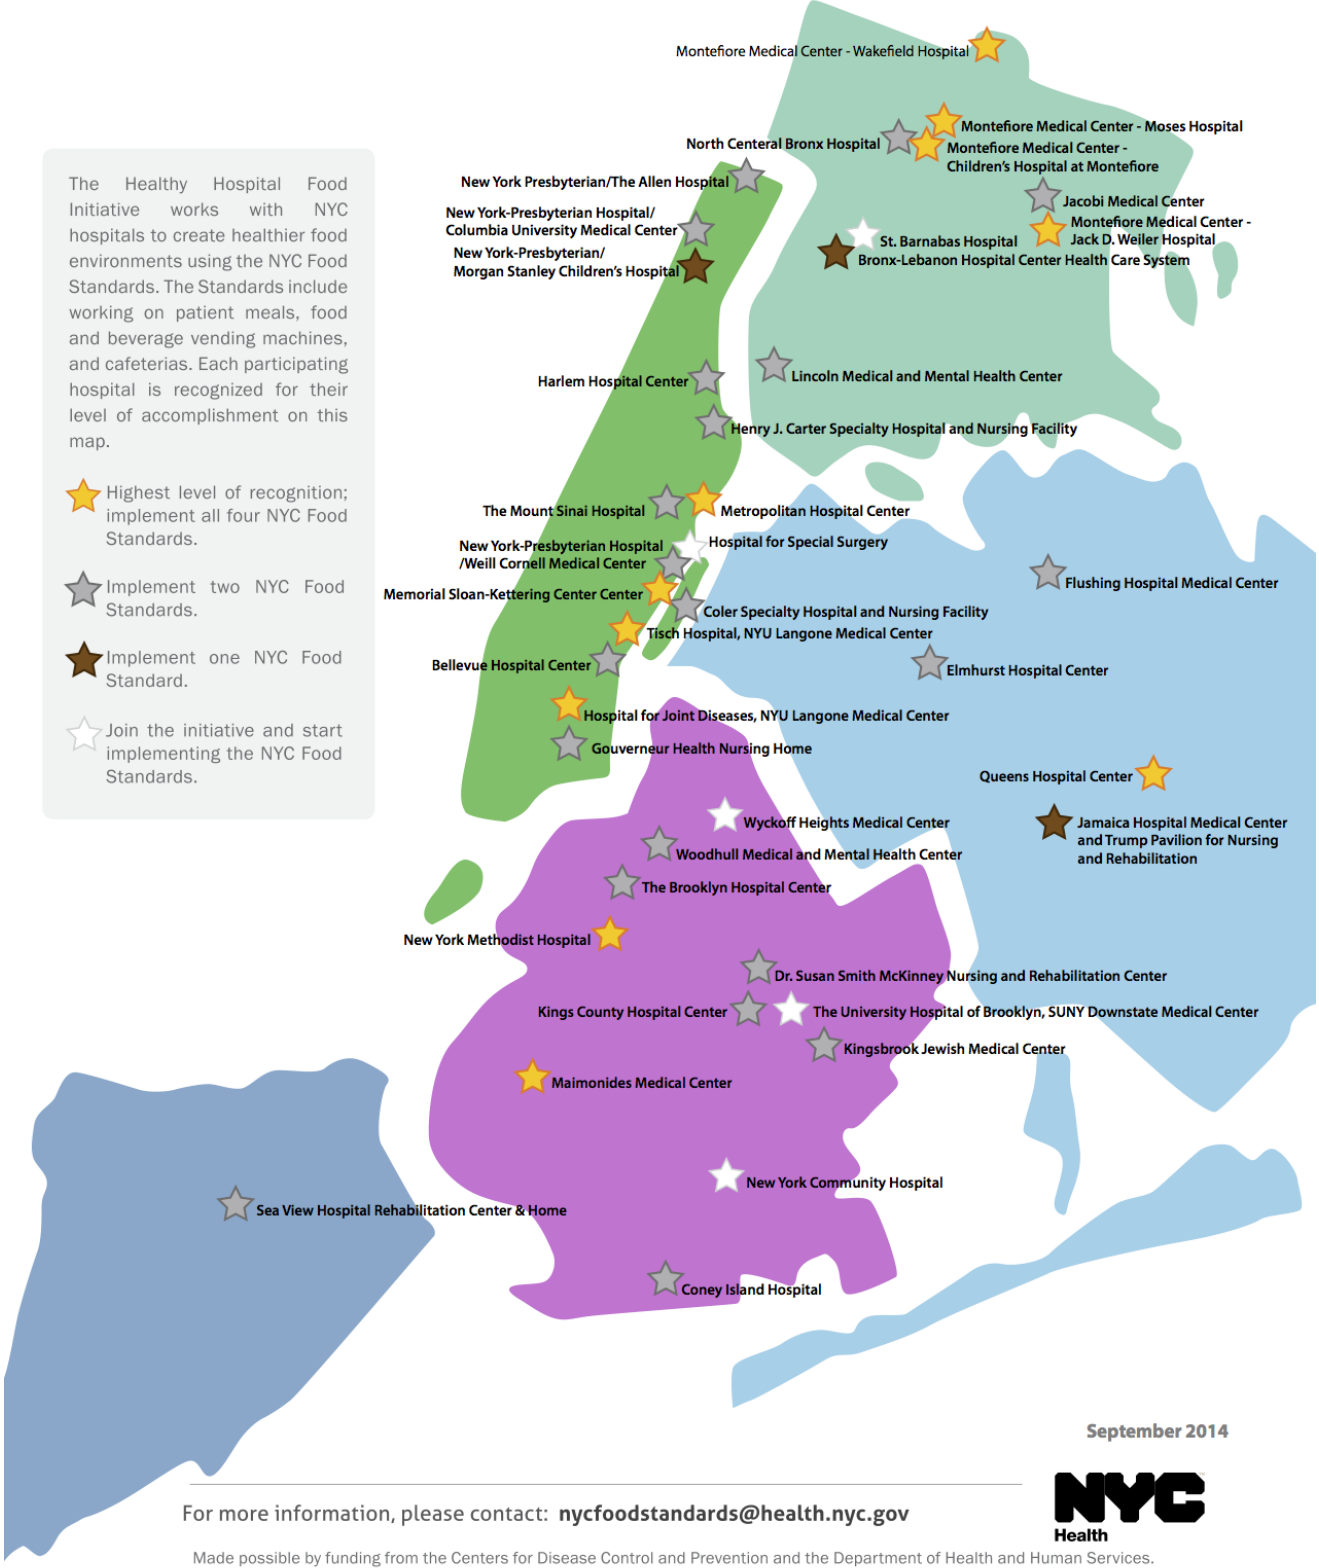 Montefiore Medical Center - Wakefield Hospital
Montefiore Medical Center - Moses Hospital
North Centeral Bronx Hospital
Montefiore Medical Center -
Children's Hospital at Montefiore
New York Presbyterian/The Allen Hospital
Jacobi Medical Center
New York-Presbyterian Hospital/
Columbia University Medical Center
Montefiore Medical Center -
Jack D. Weiler Hospital
St. Barnabas Hospital
Bronx-Lebanon Hospital Center Health Care System
New York-Presbyterian/
Morgan Stanley Children's Hospital
The Healthy Hospital Food
Initiative works with NYC
hospitals to create healthier food
environments using the NYC Food
Standards. The Standards include
working on patient meals, food
and beverage vending machines,
and cafeterias. Each participating
hospital is recognized for their
level of accomplishment on this
map.
Highest level of recognition;
implement all four NYC Food
Standards.
Implement two NYC Food
Standards.
Implement one NYC Food
Standard.
Join the initiative and start
implementing the NYC Food
Standards.
Harlem Hospital Center
Lincoln Medical and Mental Health Center
Henry J. Carter Specialty Hospital and Nursing Facility
The Mount Sinai Hospital
Metropolitan Hospital Center
Hospital for Special Surgery
New York-Presbyterian Hospital
/Weill Cornell Medical Center
Flushing Hospital Medical Center
Memorial Sloan-Kettering Center Center
Coler Specialty Hospital and Nursing Facility
Tisch Hospital, NYU Langone Medical Center
Bellevue Hospital Center
Elmhurst Hospital Center
Hospital for Joint Diseases, NYU Langone Medical Center
Gouverneur Health Nursing Home
Queens Hospital Center
Wyckoff Heights Medical Center
Jamaica Hospital Medical Center
and Trump Pavilion for Nursing
and Rehabilitation
Woodhull Medical and Mental Health Center
The Brooklyn Hospital Center
New York Methodist Hospital
Dr. Susan Smith McKinney Nursing and Rehabilitation Center
Kings County Hospital Center
The University Hospital of Brooklyn, SUNY Downstate Medical Center
Kingsbrook Jewish Medical Center
Maimonides Medical Center
New York Community Hospital
Sea View Hospital Rehabilitation Center & Home
Coney Island Hospital
September 2014
NYC
Health
For more information, please contact: nycfoodstandards@health.nyc.gov
Made possible by funding from the Centers for Disease Control and Prevention and the Department of Health and Human Services.